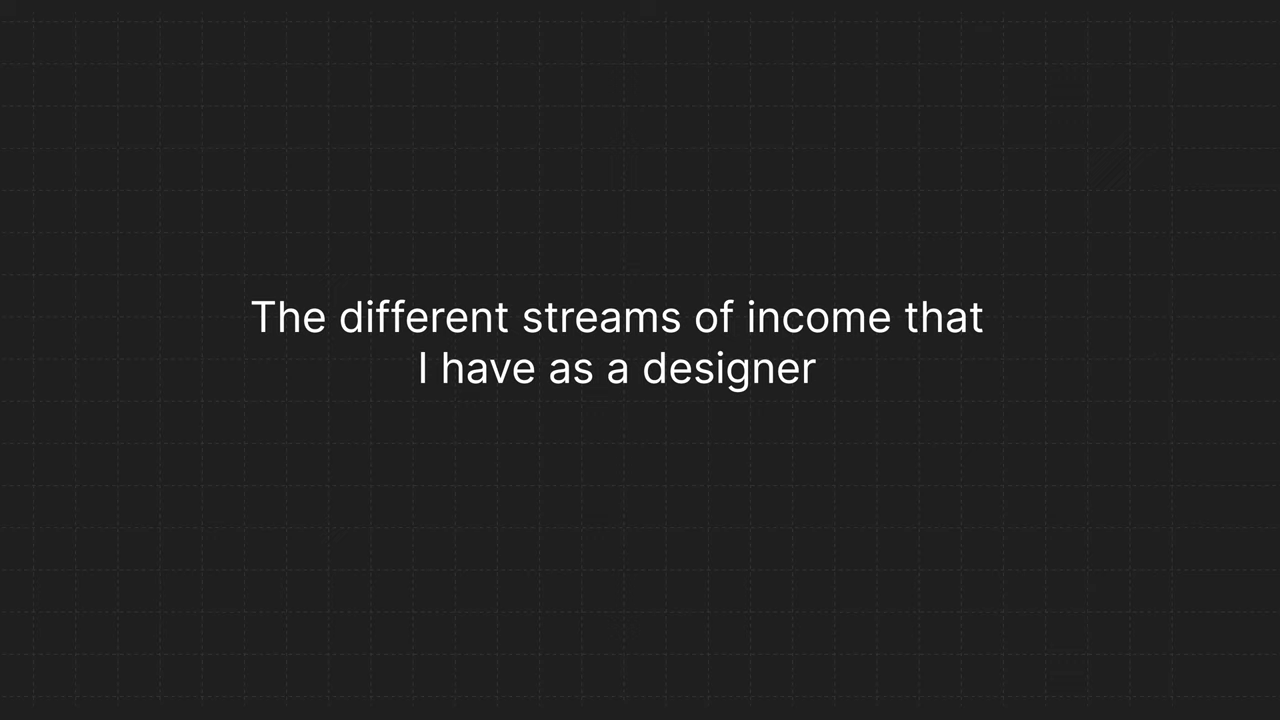 The different streams of income that
I have as a designer